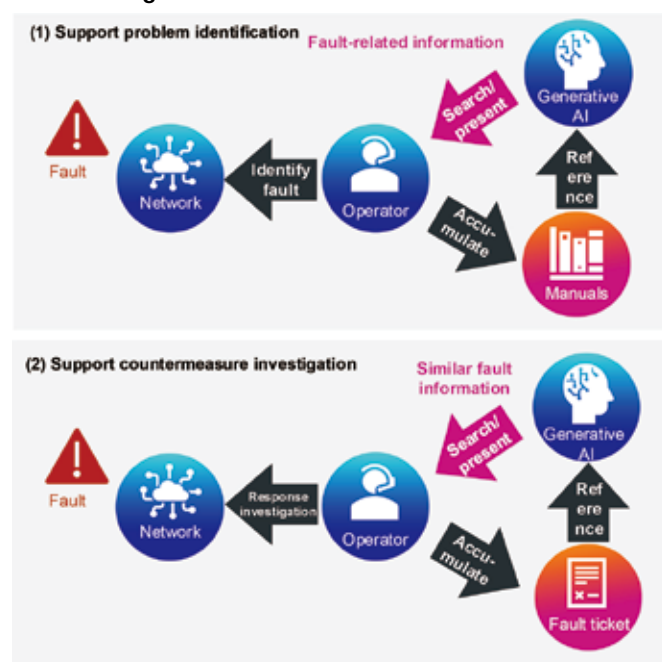 (1) Support problem identification
Fault-related information
Search/
present
Generative
AI
Fault
Network
Identify
fault
Operator
Ref
ere
nce
Accu-
mulate
Manuals
(2) Support countermeasure investigation
Similar fault
information
Search/
present
Generative
AI
Fault
Network
Response
investigation
Operator
Ref
ere
nce
Accu-
mulate
Fault ticket